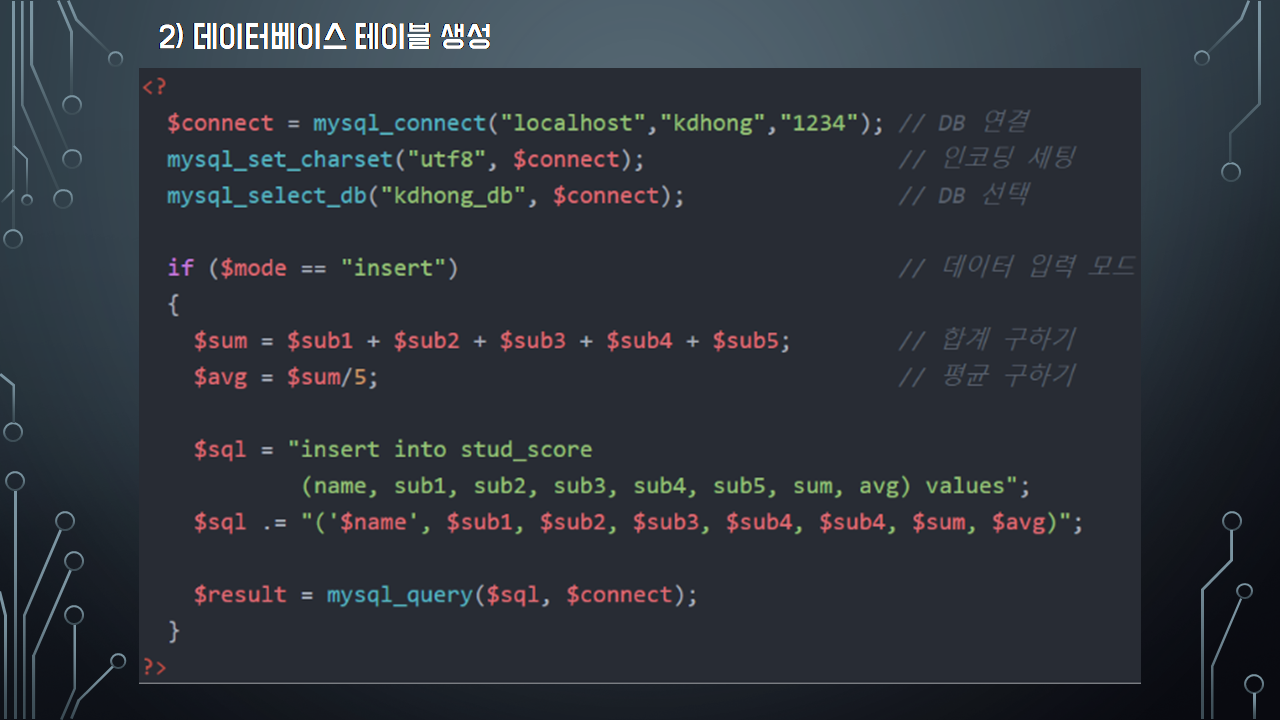 2) 데이터베이스 테이블 생성
<?
$connect = mysql_connect("localhost","kdhong","1234"); // DB 연결
mysql_set_charset("utf8", $connect); // 인코딩 세팅
mysql_select_db("kdhong_db", $connect); // DB 선택
if ($mode == "insert") // 데이터 입력 모드
{
$sum = $sub1 + $sub2 + $sub3 + $sub4 + $sub5; // 합계 구하기
$avg = $sum/5; // 평균 구하기
$sql = "insert into stud_score
(name, sub1, sub2, sub3, sub4, sub5, sum, avg) values";
$sql .= "('$name', $sub1, $sub2, $sub3, $sub4, $sub4, $sum, $avg)";
$result = mysql_query($sql, $connect);
}
?>